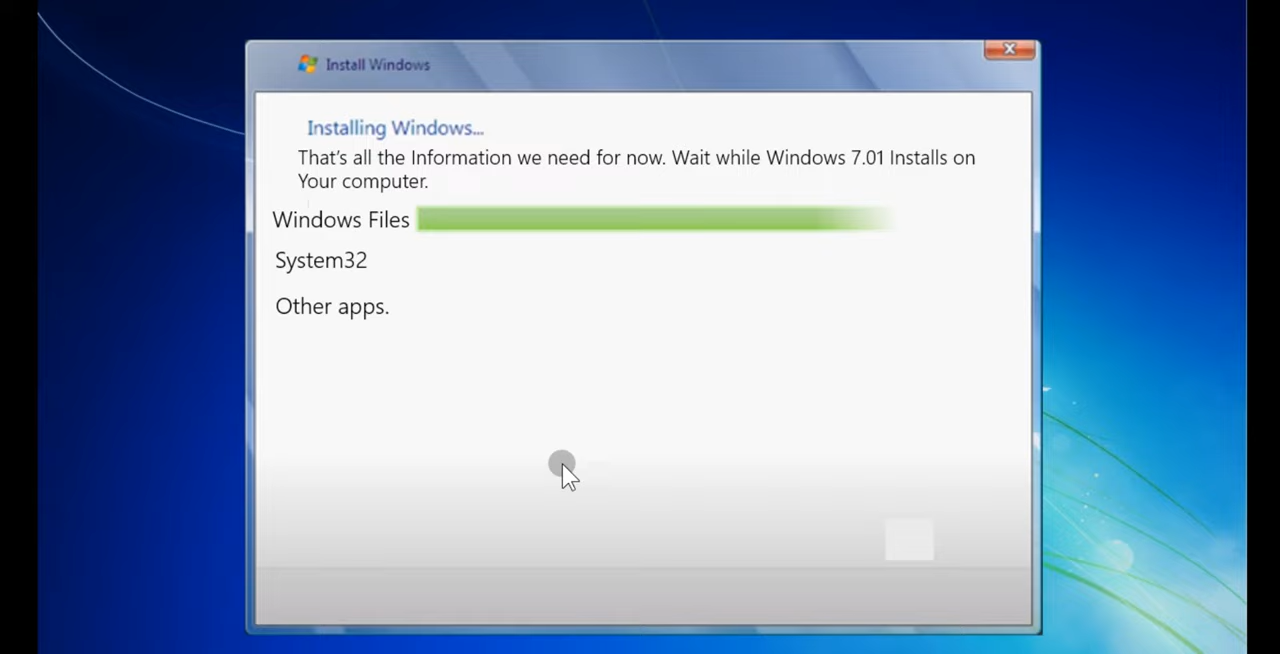 Install Windows
Installing Windows...
That's all the Information we need for now. Wait while Windows 7.01 Installs on
Your computer.
Windows Files
System32
Other apps.